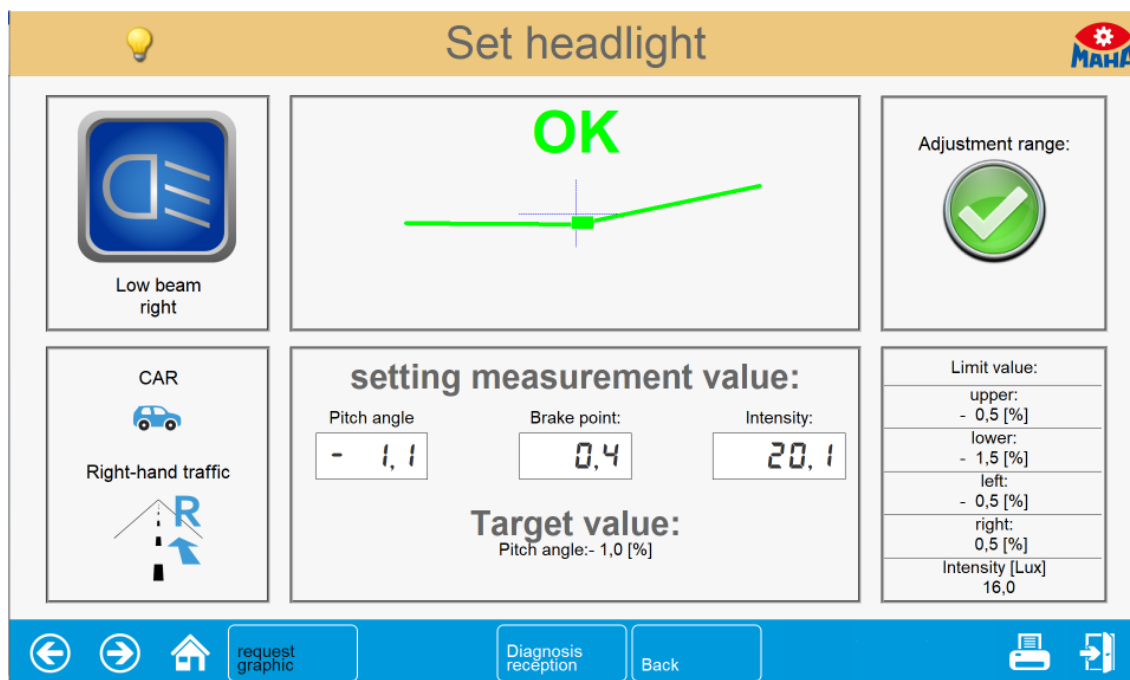 Set headlight
MAHA
OK
Adjustment range:
Low beam
right
CAR
Right-hand traffic
R
setting measurement value:
Pitch angle
Brake point:
Intensity:
- 1,1
0,4
20,1
Target value:
Pitch angle:- 1,0 [%]
Limit value:
upper:
- 0,5 [%]
lower:
- 1,5 [%]
left:
- 0,5 [%]
right:
0,5 [%]
Intensity [Lux]
16,0
request
graphic
Diagnosis
reception
Back